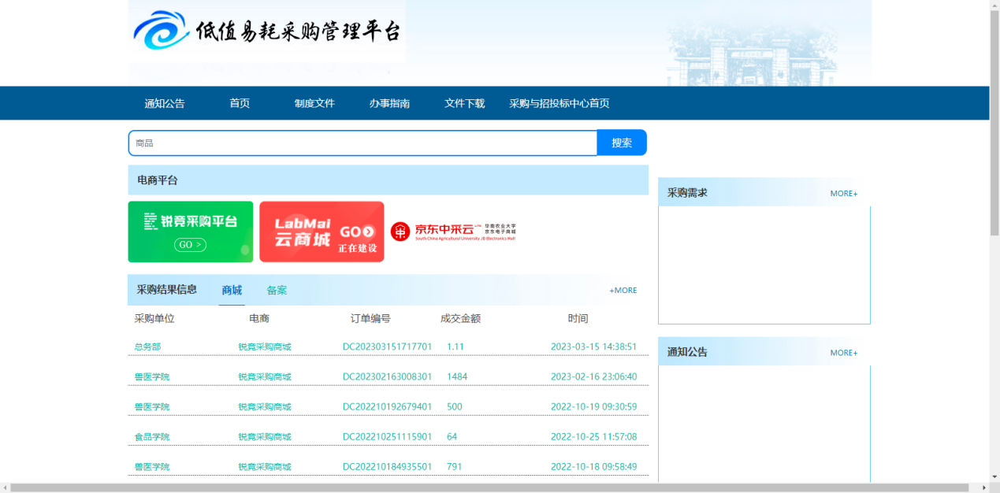 低值易耗采购管理平台
通知公告 首页 制度文件 办事指南 文件下载 采购与招投标中心首页
商品 搜索
电商平台
锐竞采购平台
GO >
LabMai
云商城
GO
正在建设
京东中采云
华南农业大学
京东电子商城
South China Agricultural University JD Electronics Mall
采购需求 MORE+
采购结果信息 商城 备案 +MORE
采购单位 电商 订单编号 成交金额 时间
总务部 锐竞采购商城 DC202303151717701 1.11 2023-03-15 14:38:51
兽医学院 锐竞采购商城 DC202302163008301 1484 2023-02-16 23:06:40
兽医学院 锐竞采购商城 DC202210192679401 500 2022-10-19 09:30:59
食品学院 锐竞采购商城 DC202210251115901 64 2022-10-25 11:57:08
兽医学院 锐竞采购商城 DC202210184935501 791 2022-10-18 09:58:49
通知公告 MORE+